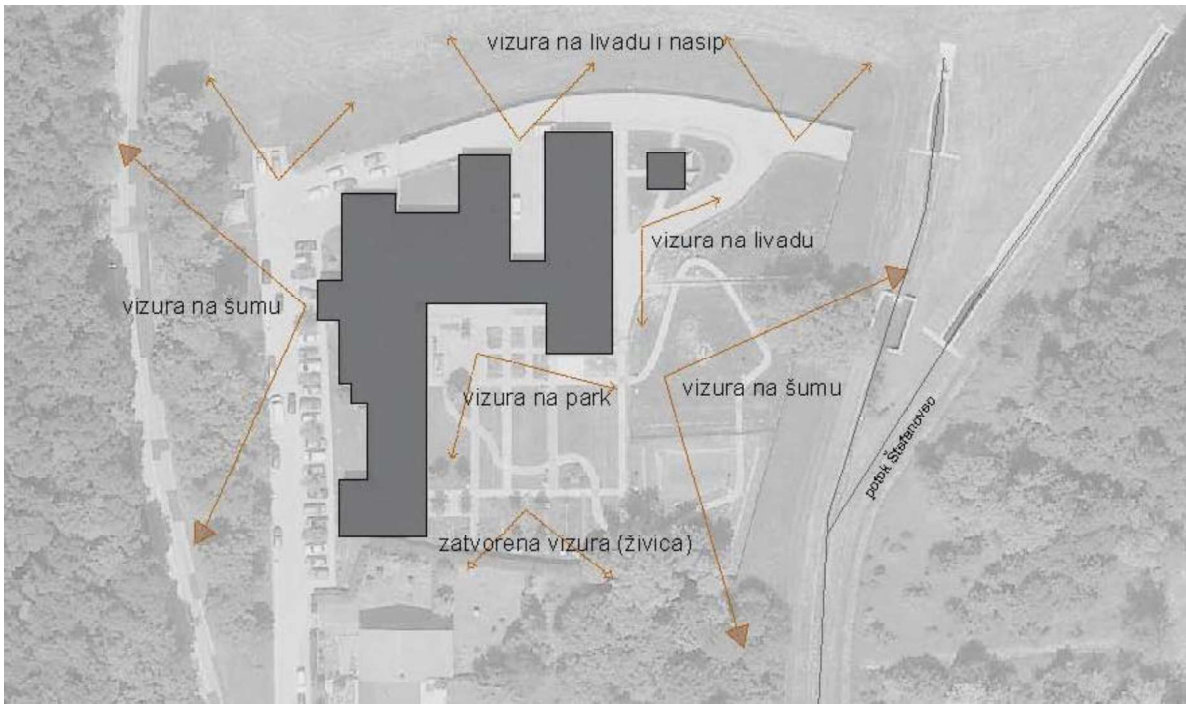 vizura na livadu i nasip
vizura na livadu
vizura na šumu
vizura na šumu
vizura na park
potok Štefanovec
zatvorena vizura (živica)